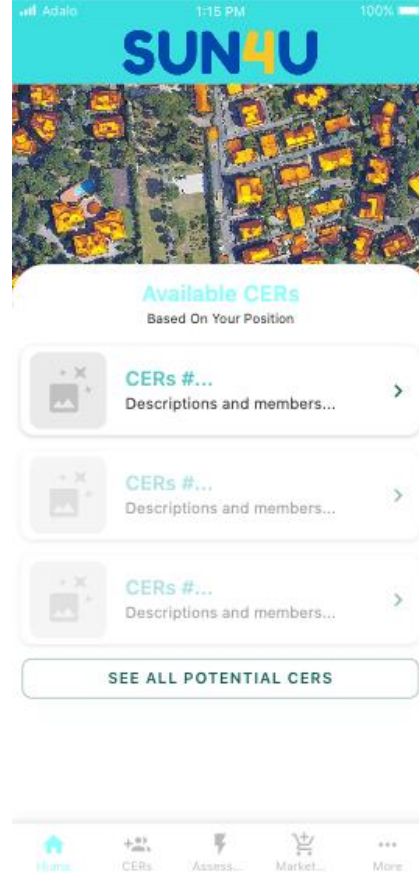 Adalo 1:15 PM 100%
SUN4U
Available CERs
Based On Your Position
CERs #...
Descriptions and members...
CERs #...
Descriptions and members...
CERs #...
Descriptions and members...
SEE ALL POTENTIAL CERS
Home CERs Assess... Market... More